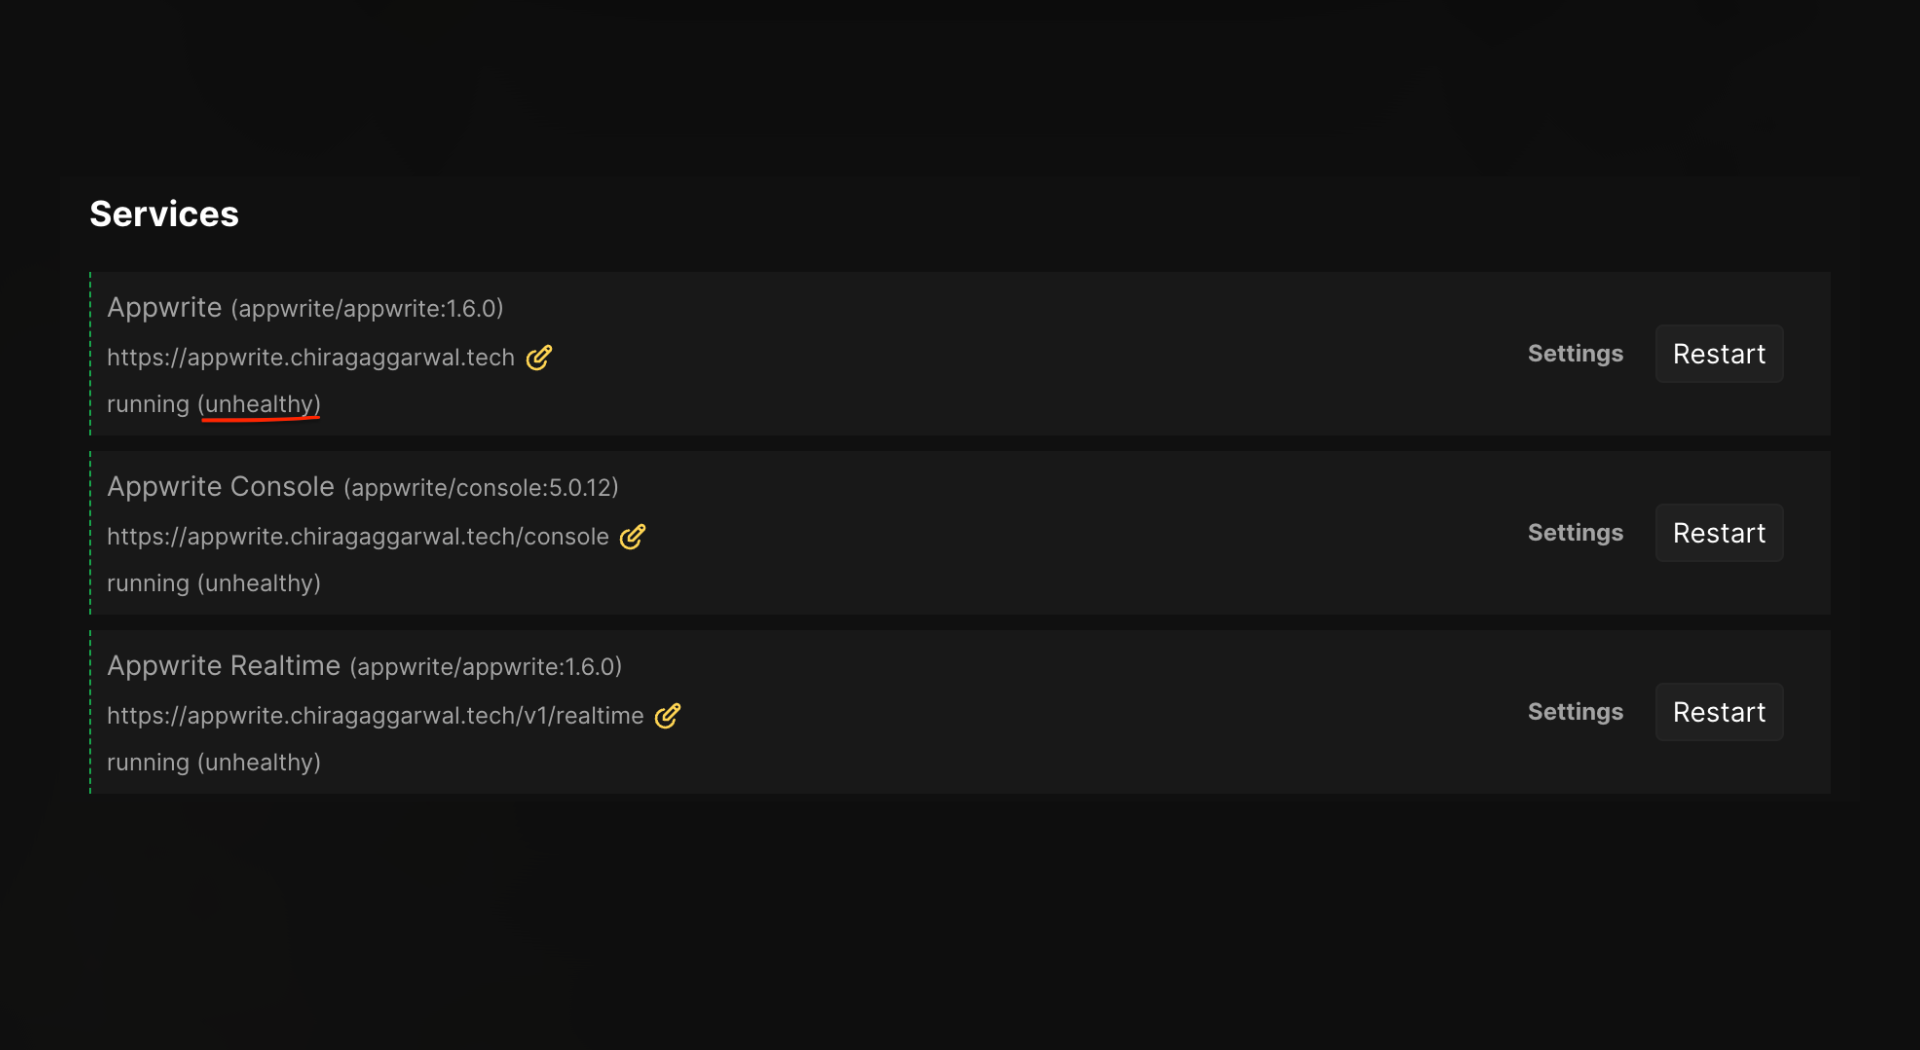 Services
Appwrite (appwrite/appwrite:1.6.0)
https://appwrite.chiragaggarwal.tech
running (unhealthy)
Settings
Restart
Appwrite Console (appwrite/console:5.0.12)
https://appwrite.chiragaggarwal.tech/console
running (unhealthy)
Settings
Restart
Appwrite Realtime (appwrite/appwrite:1.6.0)
https://appwrite.chiragaggarwal.tech/v1/realtime
running (unhealthy)
Settings
Restart